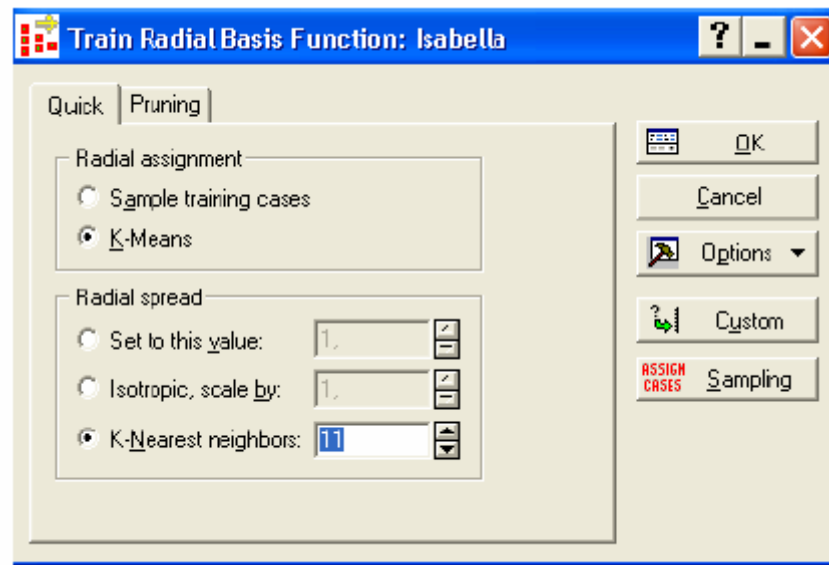 Train Radial Basis Function: Isabella
?
Quick Pruning
Radial assignment
Sample training cases
K-Means
Radial spread
Set to this value: 1,
Isotropic, scale by: 1,
K-Nearest neighbors: 11
OK
Cancel
Options
Custom
ASSIGN
CASES Sampling